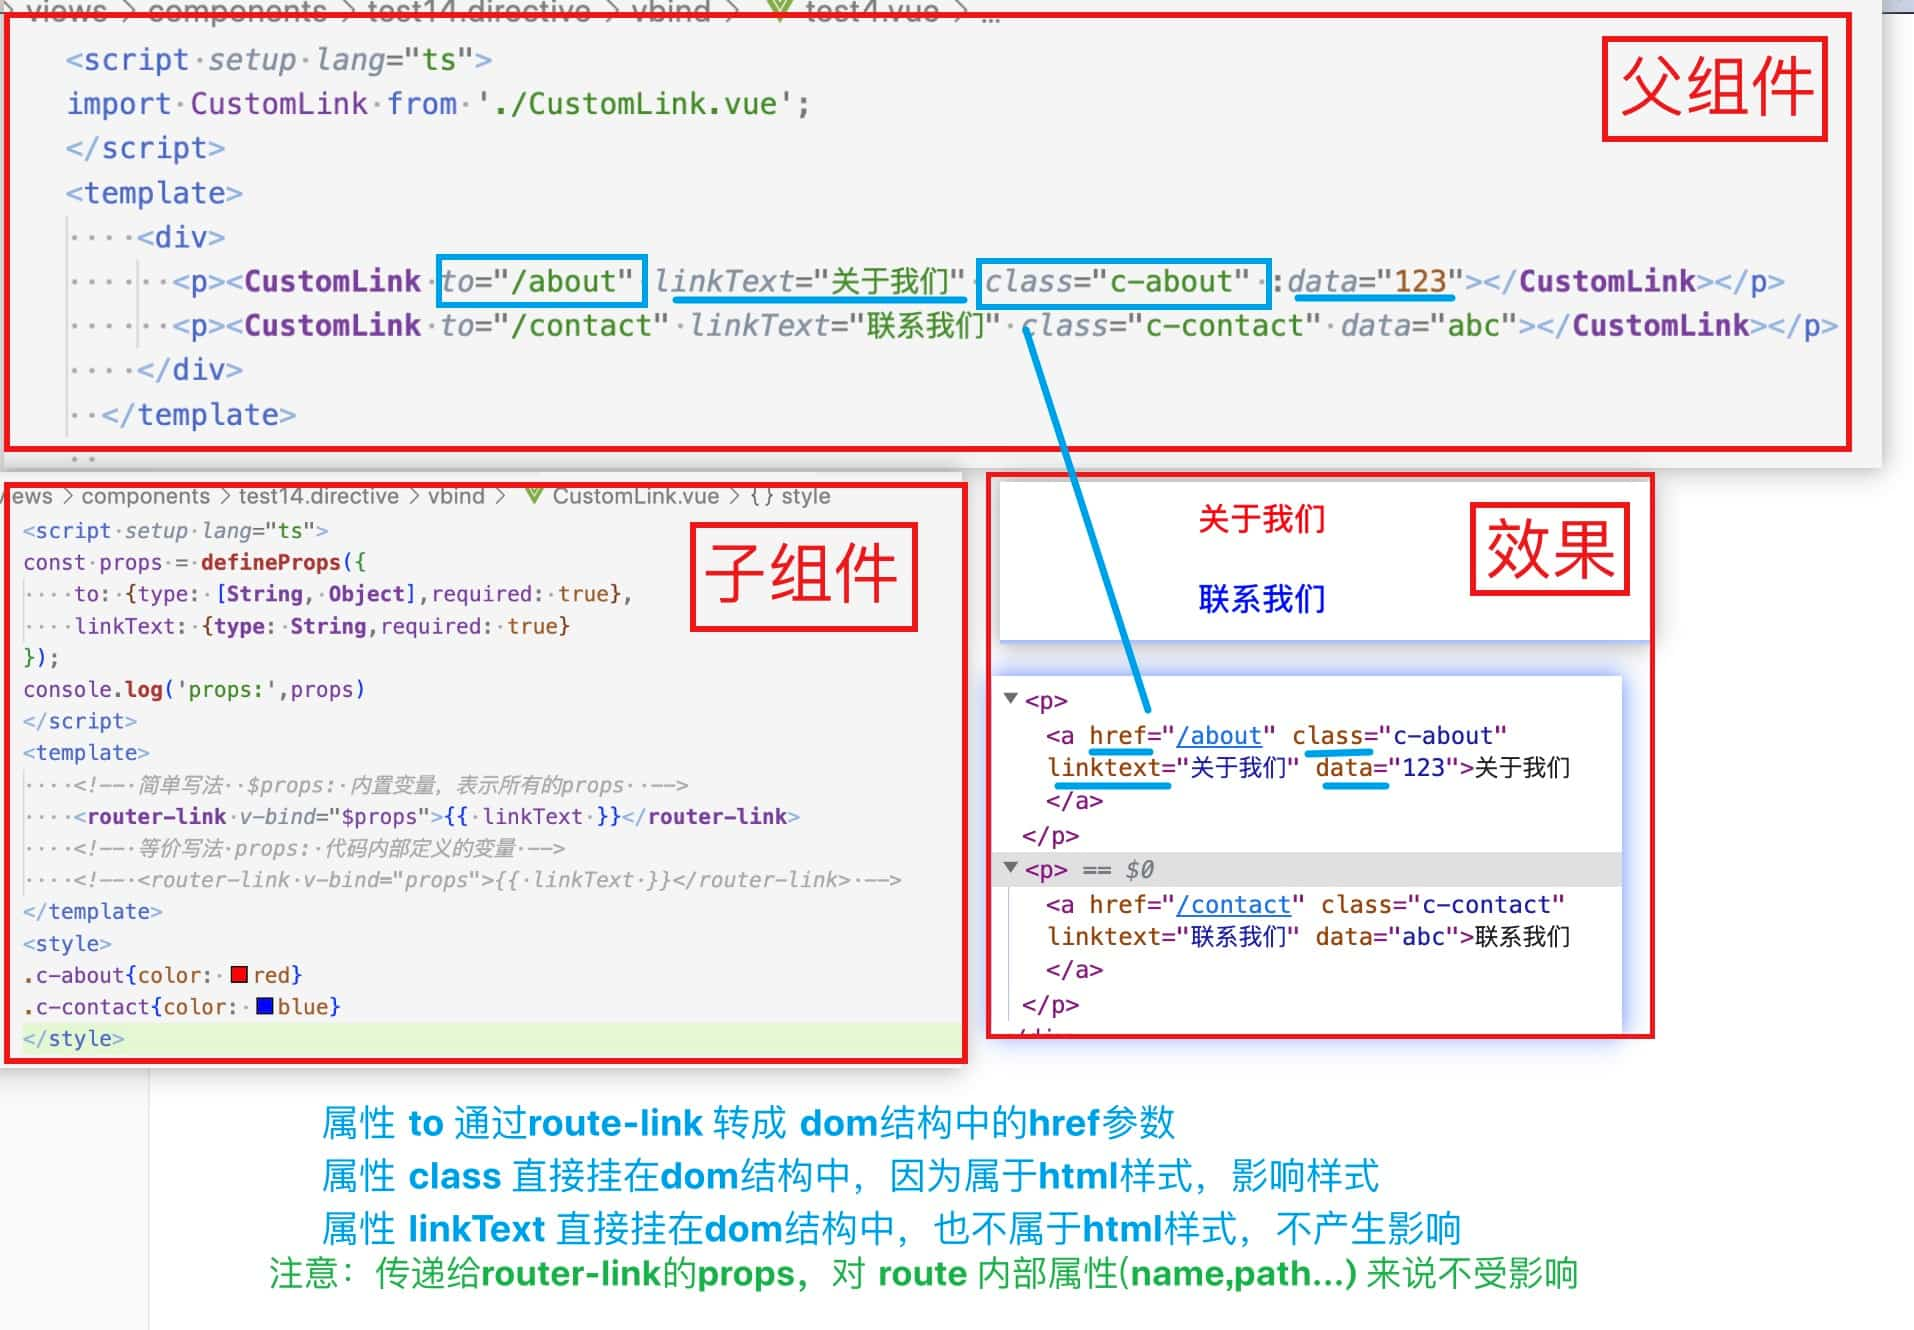 views > components > test14.directive > vbind > test4.vue > ...
<script setup lang="ts">
父组件
import CustomLink from './CustomLink.vue';
</script>
<template>
<div>
<p><CustomLink to="/about" linkText="关于我们" class="c-about" :data="123"></CustomLink></p>
<p><CustomLink to="/contact" linkText="联系我们" class="c-contact" data="abc"></CustomLink></p>
</div>
</template>
iews > components > test14.directive > vbind > CustomLink.vue > {} style
<script setup lang="ts">
const props = defineProps({
to: {type: [String, Object],required: true},
linkText: {type: String,required: true}
});
console.log('props:',props)
</script>
<template>
<!-- 简单写法 $props: 内置变量，表示所有的props -->
<router-link v-bind="$props">{{ linkText }}</router-link>
<!-- 等价写法 props: 代码内部定义的变量 -->
<!-- <router-link v-bind="props">{{ linkText }}</router-link> -->
</template>
<style>
.c-about{color: red}
.c-contact{color: blue}
</style>
子组件
关于我们
联系我们
效果
<p>
<a href="/about" class="c-about"
linktext="关于我们" data="123">关于我们
</a>
</p>
<p> == $0
<a href="/contact" class="c-contact"
linktext="联系我们" data="abc">联系我们
</a>
</p>
属性 to 通过route-link 转成 dom结构中的href参数
属性 class 直接挂在dom结构中，因为属于html样式，影响样式
属性 linkText 直接挂在dom结构中，也不属于html样式，不产生影响
注意：传递给router-link的props，对 route 内部属性(name,path...) 来说不受影响